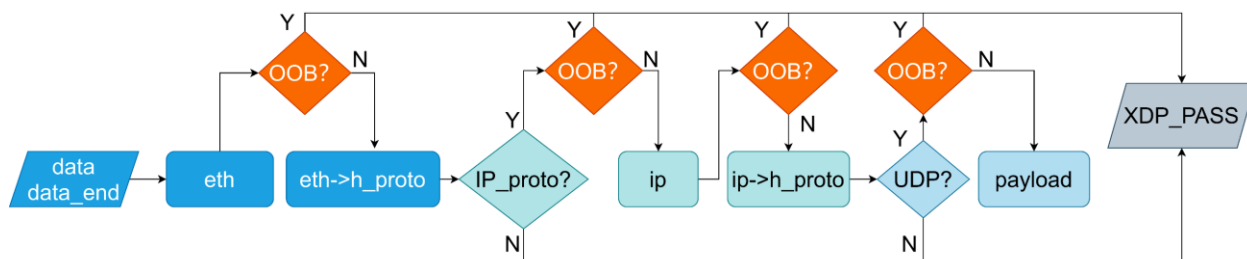 Y
Y
Y
Y
OOB?
N
OOB?
N
OOB?
OOB?
N
XDP_PASS
Y
N
Y
data
data_end
eth
eth->h_proto
IP_proto?
ip
ip->h_proto
UDP?
payload
N
N